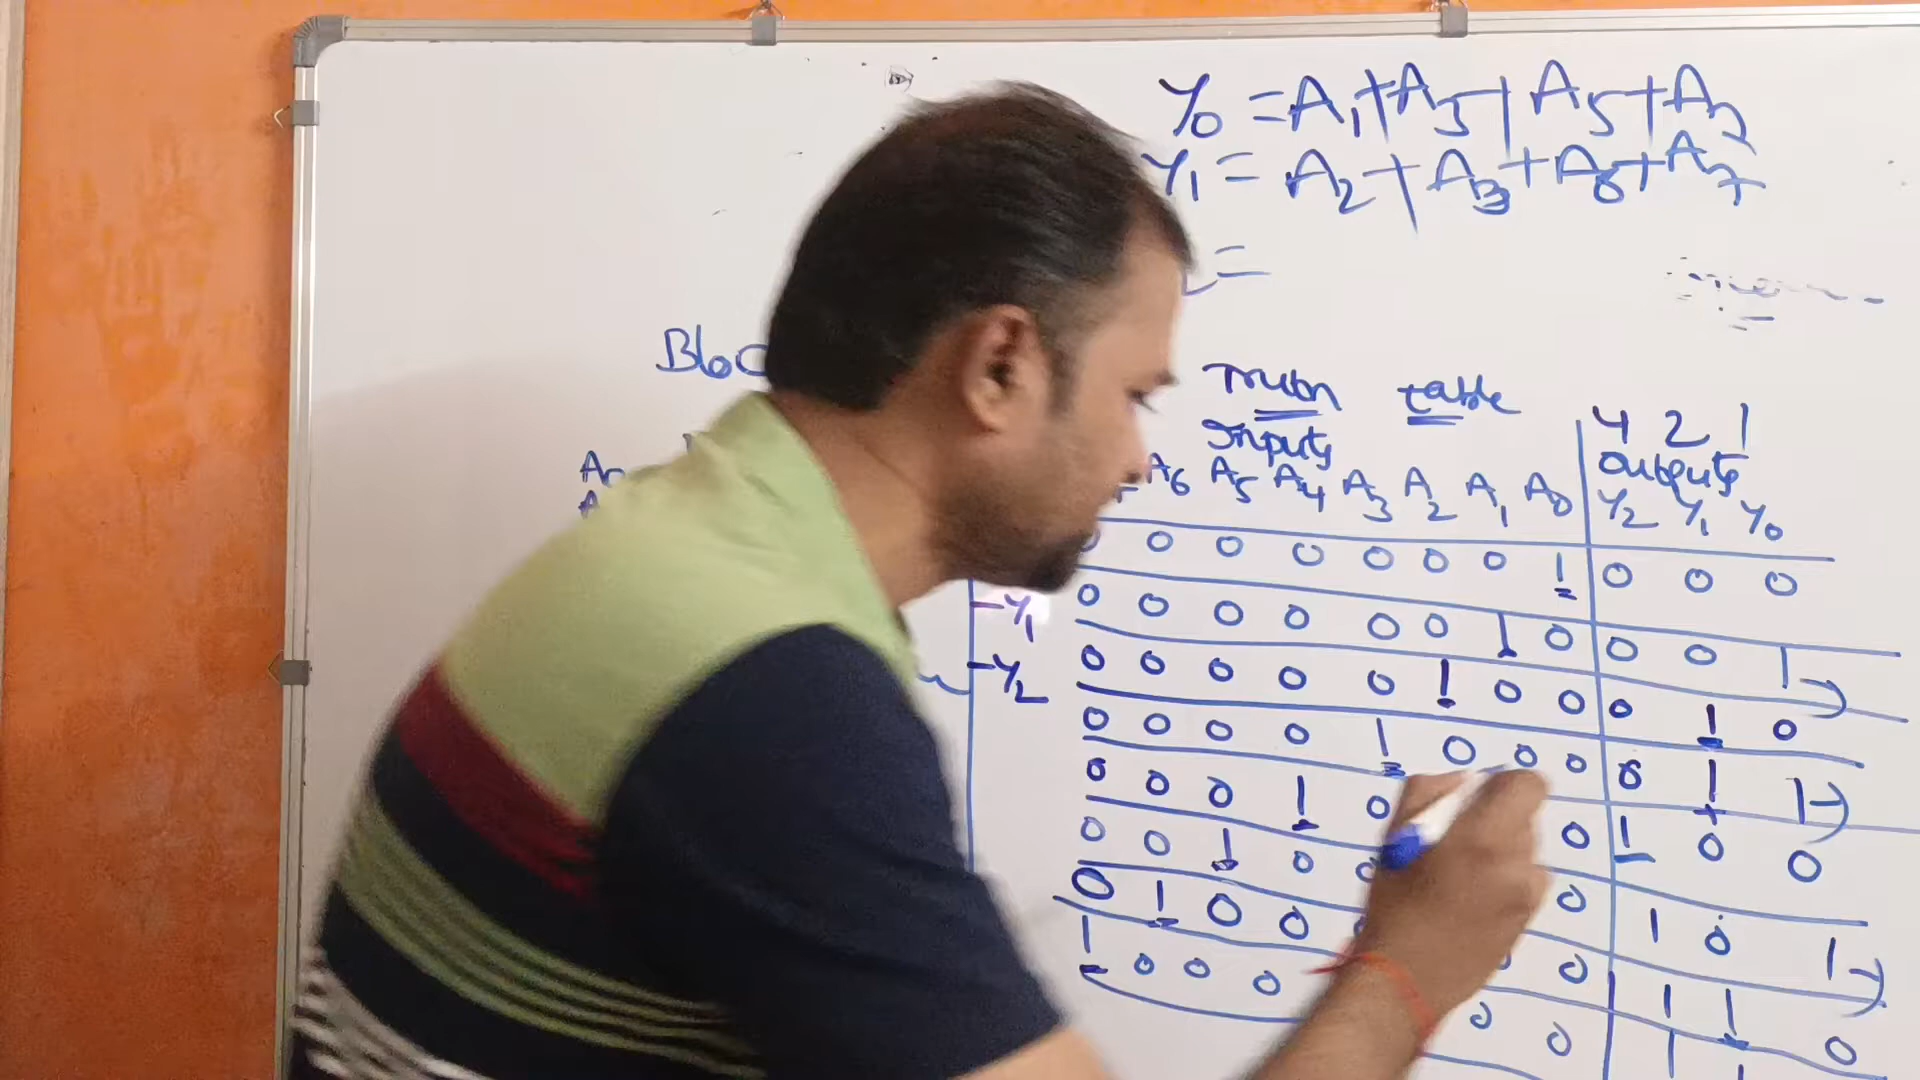 Y0 = A1+A3+A5+A7
Y1 = A2+A3+A6+A7
=
Truth table
Inputs
4 2 1
outputs
A6 A5 A4 A3 A2 A1 A0 Y2 Y1 Y0
0 0 0 0 0 0 0 1 0 0 0
0 0 0 0 0 0 1 0 0 0 1
0 0 0 0 0 1 0 0 0 1 0
0 0 0 0 1 0 0 0 0 1 1
0 0 0 1 0 0 1 0 0
0 0 1 0 0 0 1 0 1
0 1 0 0 0 1 1 0
1 0 0 0 0 0 1 1
Y1
Y2